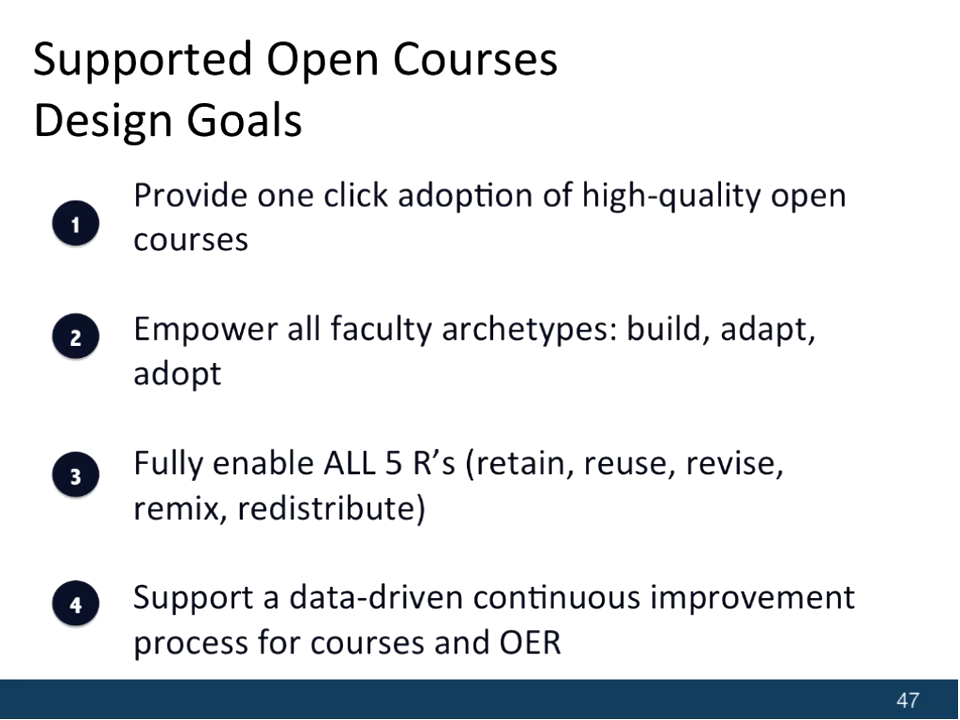 Supported Open Courses
Design Goals
1
Provide one click adoption of high-quality open
courses
2
Empower all faculty archetypes: build, adapt,
adopt
3
Fully enable ALL 5 R’s (retain, reuse, revise,
remix, redistribute)
4
Support a data-driven continuous improvement
process for courses and OER
47